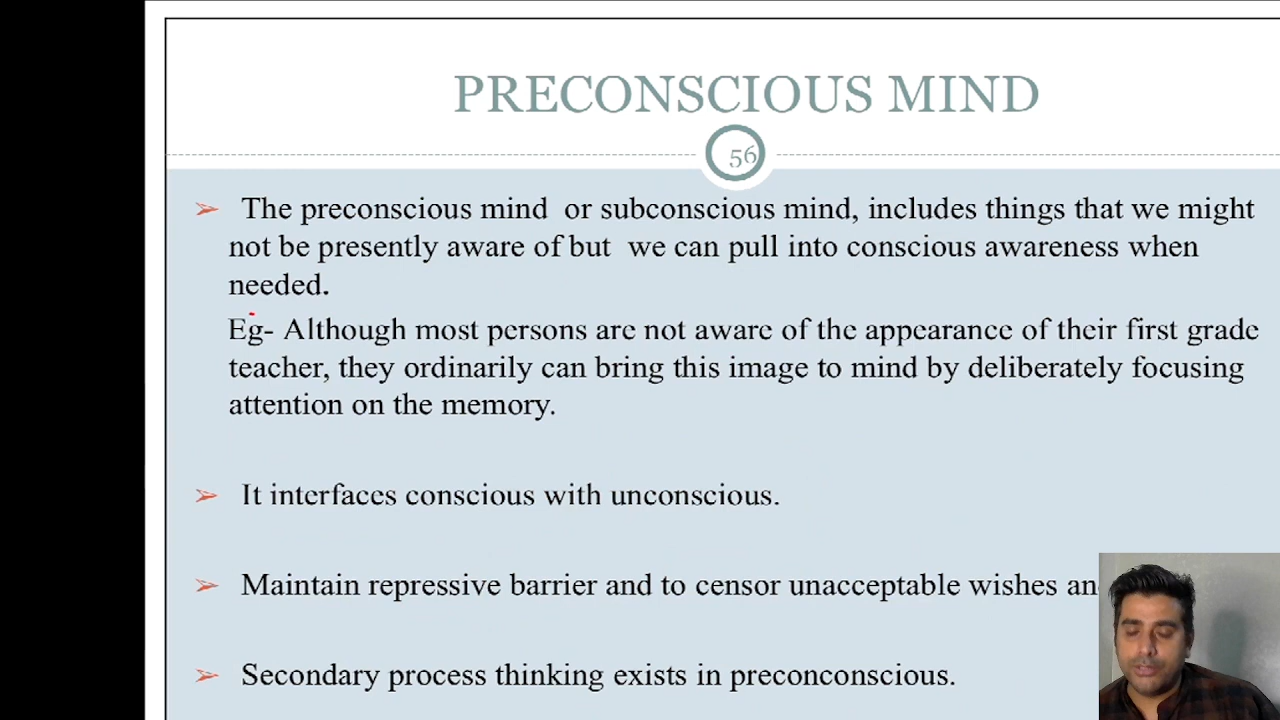 PRECONSCIOUS MIND
56
➢ The preconscious mind or subconscious mind, includes things that we might
not be presently aware of but we can pull into conscious awareness when
needed.
Eg- Although most persons are not aware of the appearance of their first grade
teacher, they ordinarily can bring this image to mind by deliberately focusing
attention on the memory.
➢ It interfaces conscious with unconscious.
➢ Maintain repressive barrier and to censor unacceptable wishes
➢ Secondary process thinking exists in preconconscious.